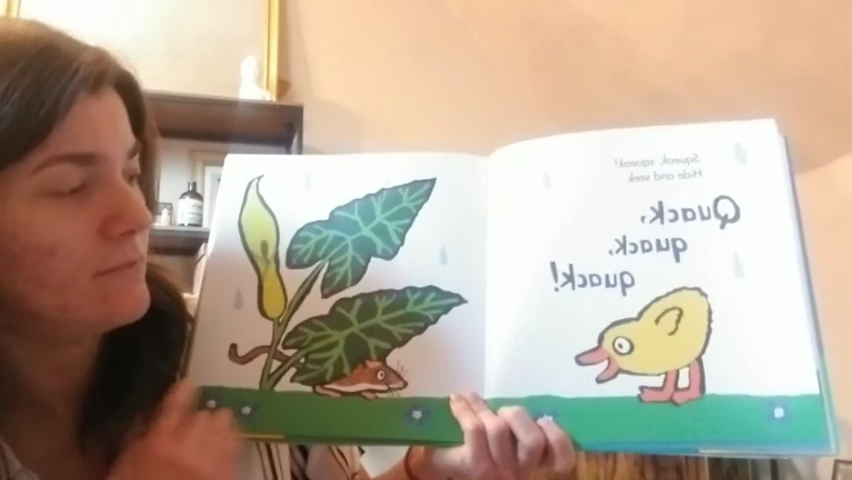 Squeak, squeak!
Hide and seek.
Quack,
quack,
quack!